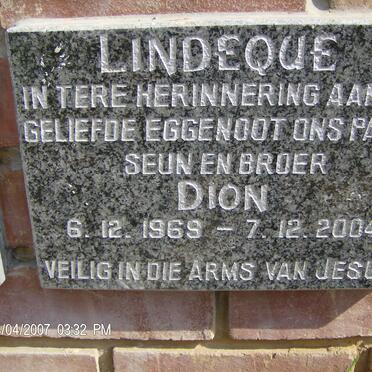 LINDEQUE
IN TERE HERINNERING AAN
GELIEFDE EGGENOOT ONS PA
SEUN EN BROER
DION
6. 12. 1969 – 7. 12. 2004
VEILIG IN DIE ARMS VAN JESU
/04/2007 03:32 PM